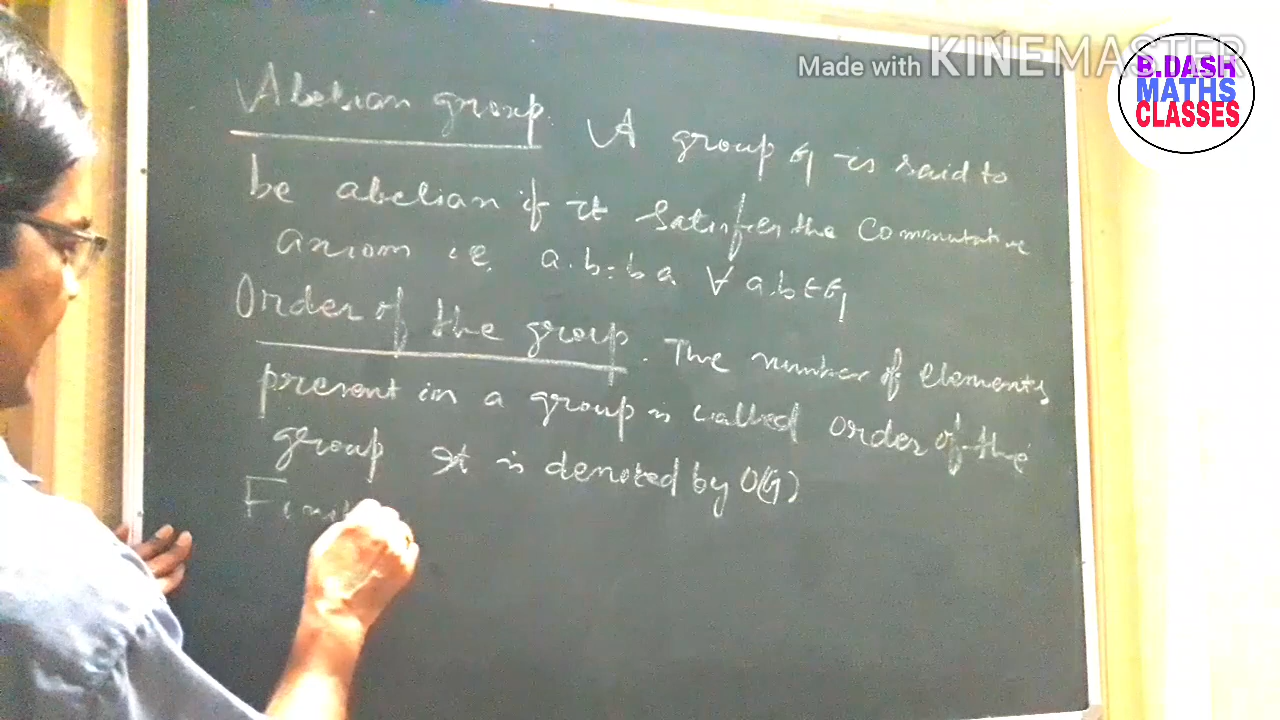 Made with KINEMASTER
B.DASH
MATHS
CLASSES
Abelian group. A group G is said to
be abelian if it satisfies the Commutative
axiom i.e. a.b = b a ∀ a.b ∈ G
Order of the group. The number of elements
present in a group is called order of the
group It is denoted by O(G)
Fini